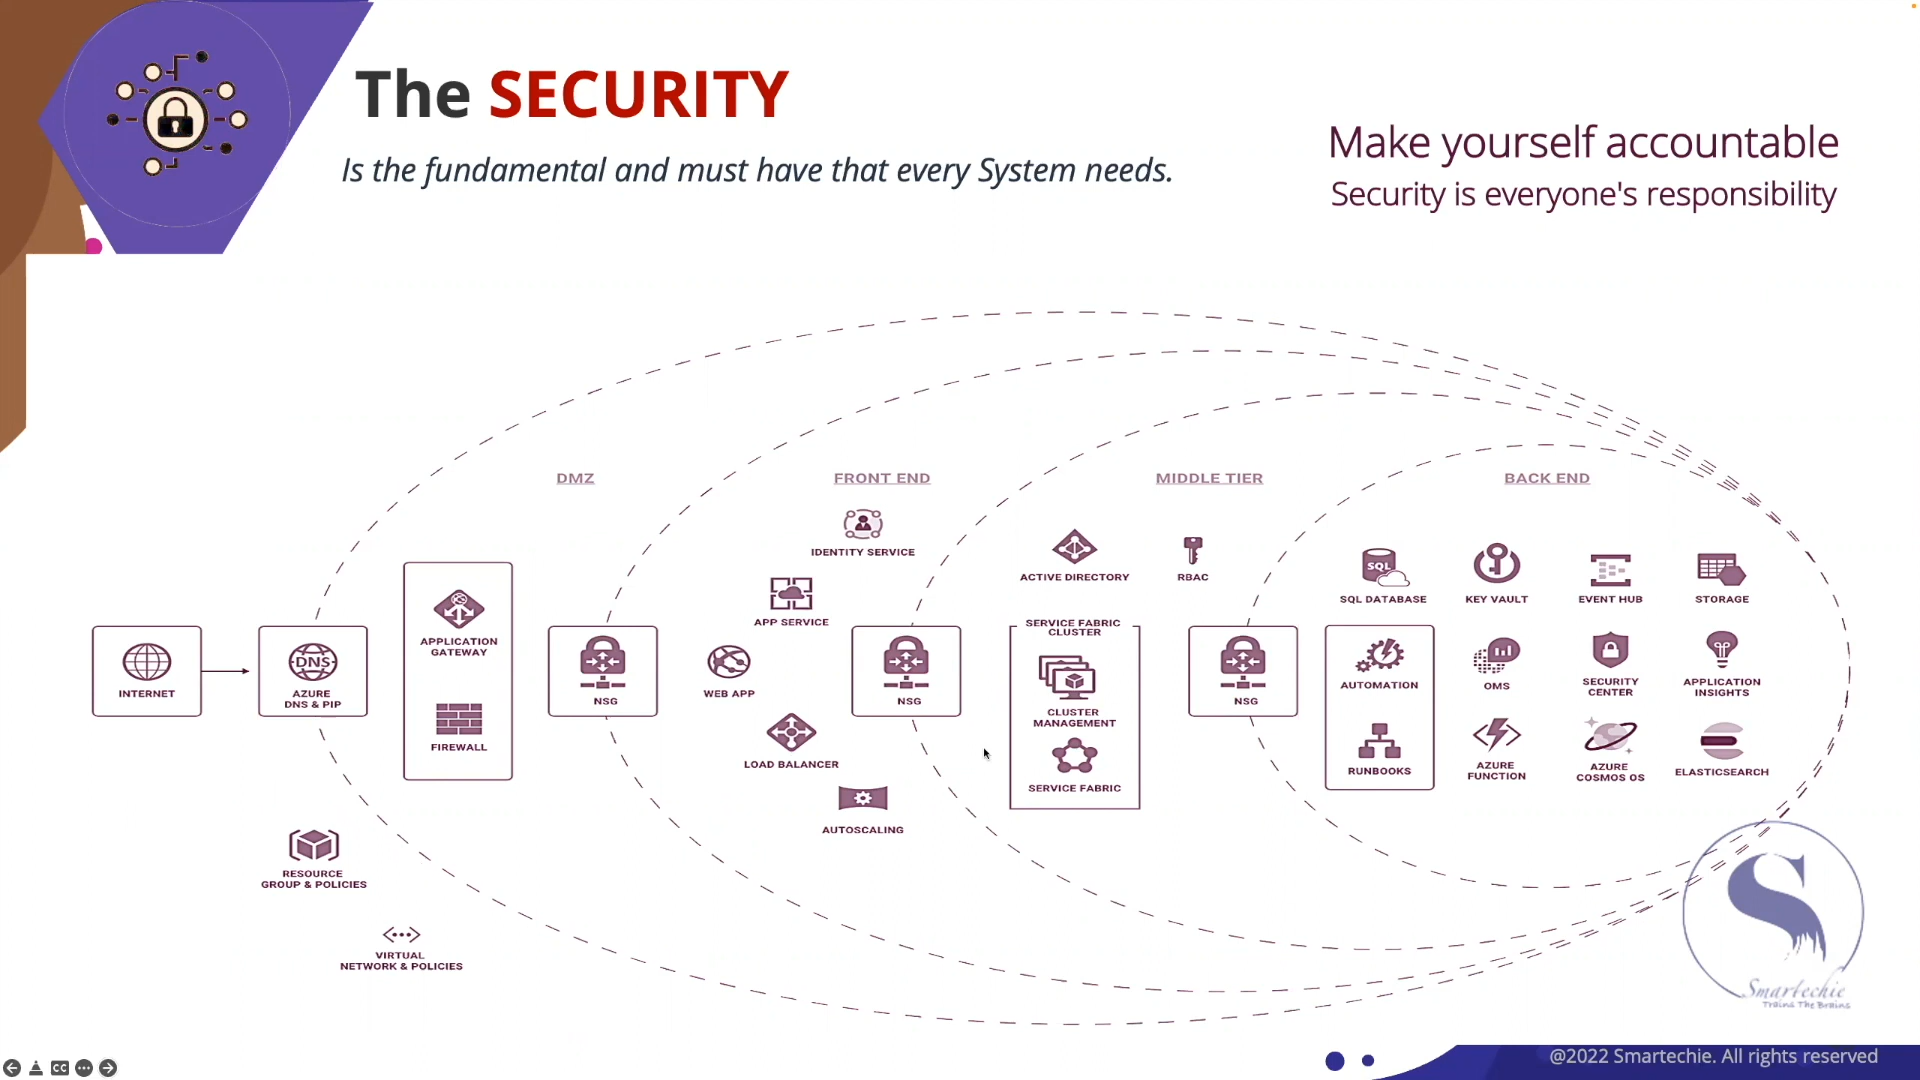 The SECURITY
Is the fundamental and must have that every System needs.
Make yourself accountable
Security is everyone's responsibility
DMZ
FRONT END
MIDDLE TIER
BACK END
INTERNET
DNS
AZURE
DNS & PIP
APPLICATION
GATEWAY
FIREWALL
NSG
IDENTITY SERVICE
APP SERVICE
WEB APP
LOAD BALANCER
AUTOSCALING
NSG
ACTIVE DIRECTORY
RBAC
SERVICE FABRIC
CLUSTER
CLUSTER
MANAGEMENT
SERVICE FABRIC
NSG
SQL
SQL DATABASE
KEY VAULT
EVENT HUB
STORAGE
AUTOMATION
OMS
SECURITY
CENTER
APPLICATION
INSIGHTS
RUNBOOKS
AZURE
FUNCTION
AZURE
COSMOS OS
ELASTICSEARCH
RESOURCE
GROUP & POLICIES
VIRTUAL
NETWORK & POLICIES
S
Smartechie
Trains The Brains
CC
@2022 Smartechie. All rights reserved